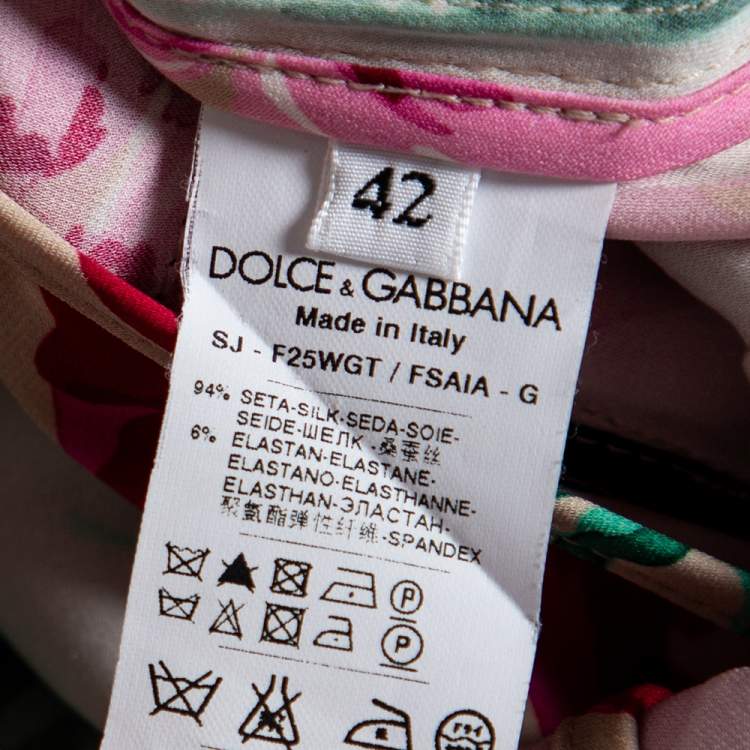 42
DOLCE & GABBANA
Made in Italy
SJ - F25WGT / FSAIA - G
94% SETA-SILK-SEDA-SOIE-
SEIDE-ШЕЛК 桑蚕丝
6% ELASTAN-ELASTANE-
ELASTANO-ELASTHANNE-
ELASTHAN-ЭЛАСТАН-
聚氨酯弹性纤维-SPANDEX
P
P